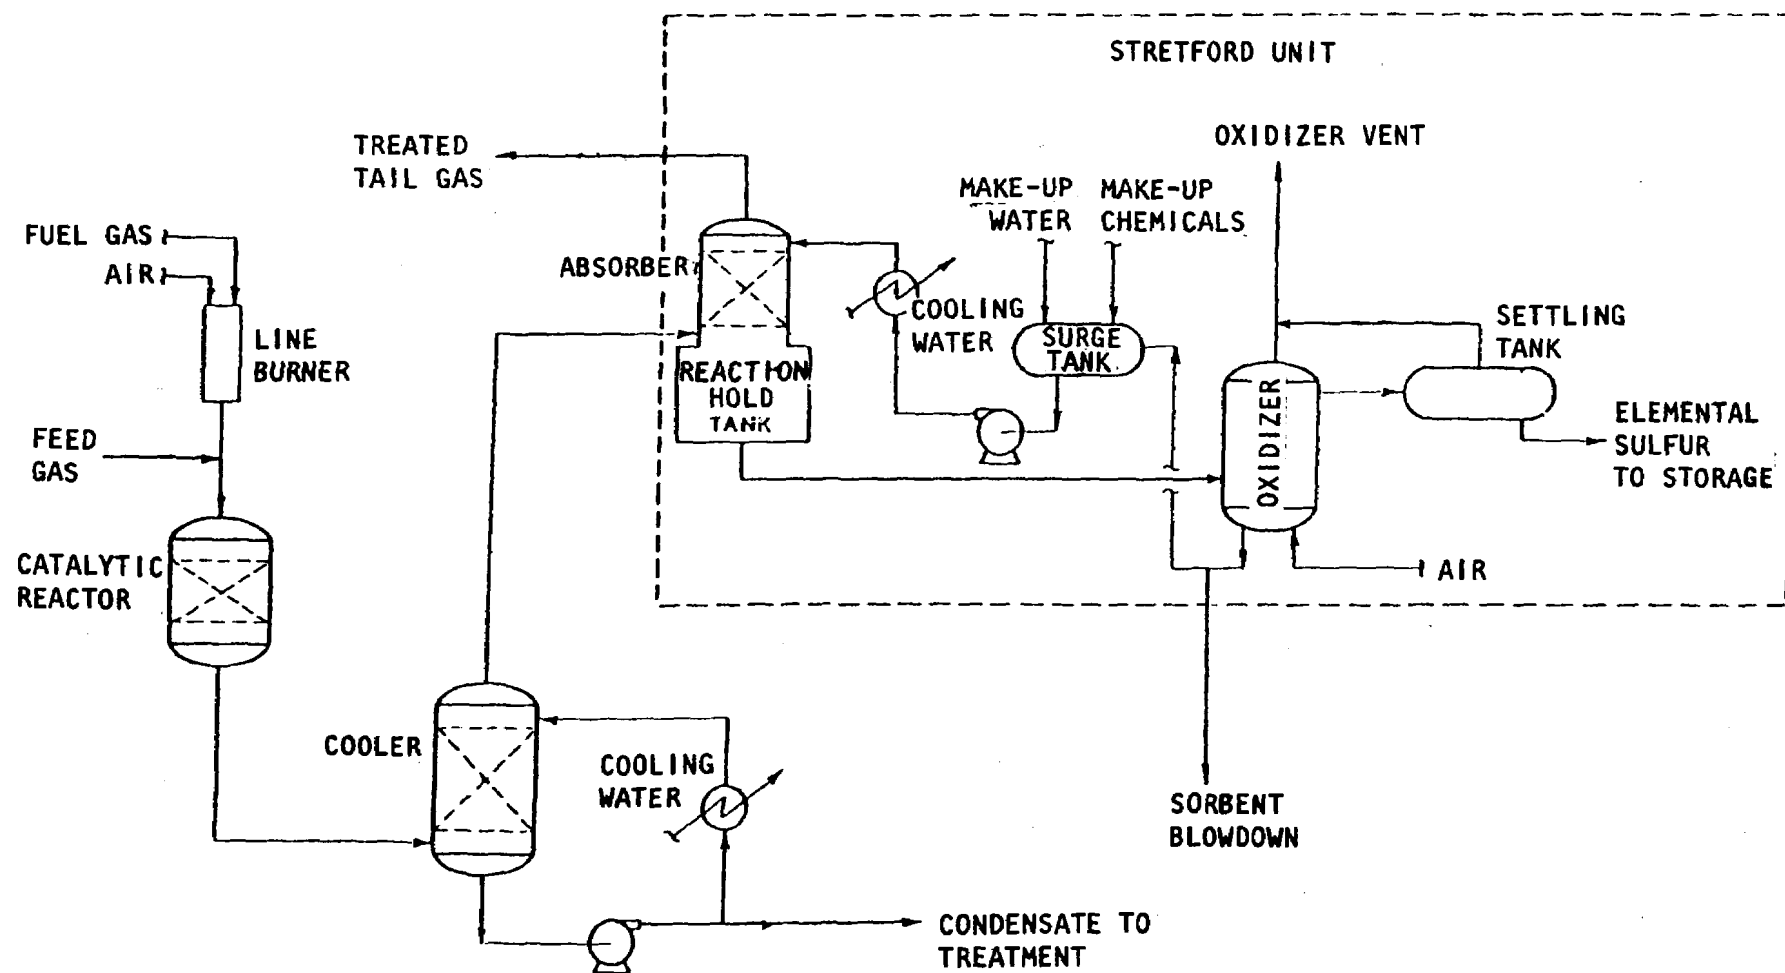 STRETFORD UNIT
OXIDIZER VENT
TREATED
TAIL GAS
MAKE-UP
WATER
MAKE-UP
CHEMICALS
FUEL GAS
AIR
ABSORBER
COOLING
WATER
SURGE
TANK
SETTLING
TANK
LINE
BURNER
REACTION
HOLD
TANK
OXIDIZER
ELEMENTAL
SULFUR
TO STORAGE
FEED
GAS
CATALYTIC
REACTOR
AIR
COOLER
COOLING
WATER
SORBENT
BLOWDOWN
CONDENSATE TO
TREATMENT